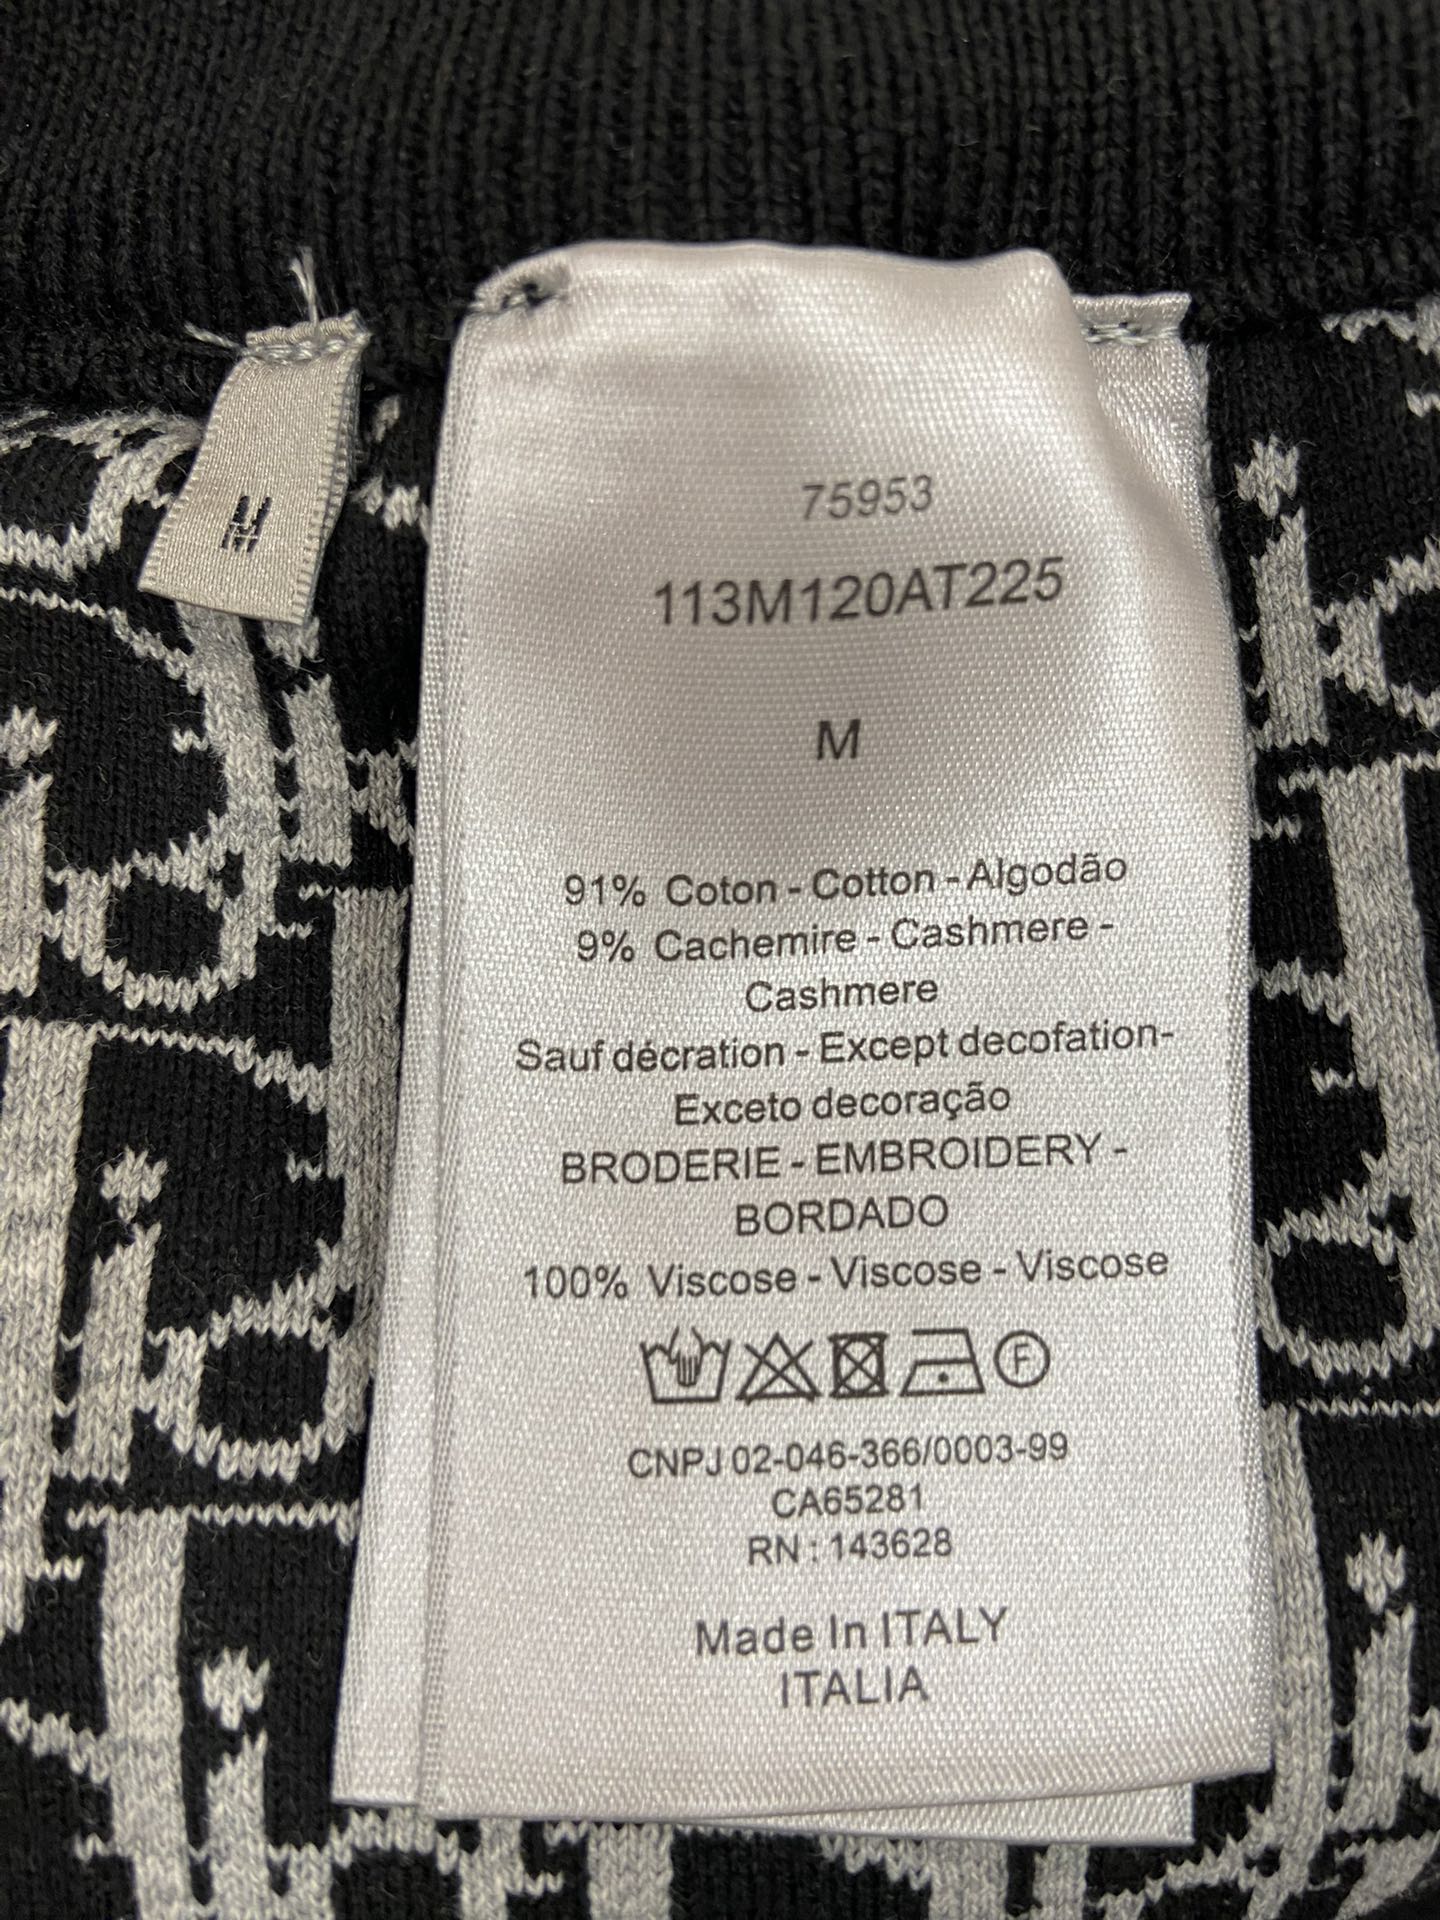 M
75953
113M120AT225
M
91% Coton - Cotton - Algodão
9% Cachemire - Cashmere -
Cashmere
Sauf décration - Except decofation-
Exceto decoração
BRODERIE - EMBROIDERY -
BORDADO
100% Viscose - Viscose - Viscose
F
CNPJ 02-046-366/0003-99
CA65281
RN : 143628
Made In ITALY
ITALIA